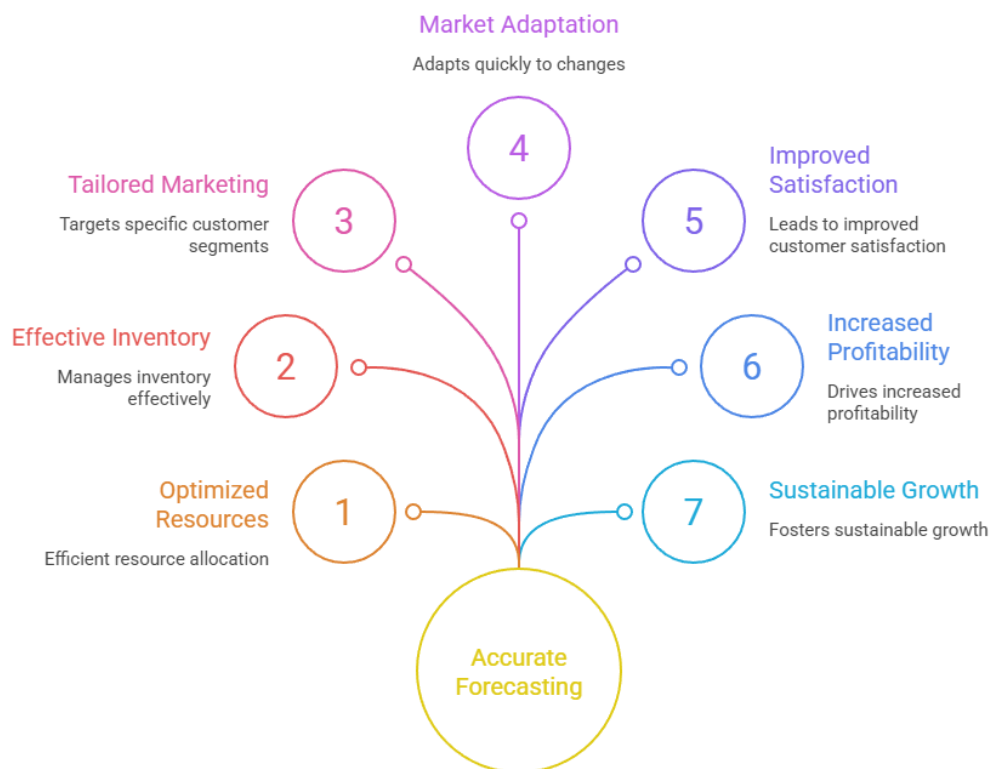 Market Adaptation
Adapts quickly to changes
4
Tailored Marketing
Targets specific customer
segments
3
Improved
Satisfaction
Leads to improved
customer satisfaction
5
Effective Inventory
Manages inventory
effectively
2
Increased
Profitability
Drives increased
profitability
6
Optimized
Resources
Efficient resource allocation
1
Sustainable Growth
Fosters sustainable growth
7
Accurate
Forecasting